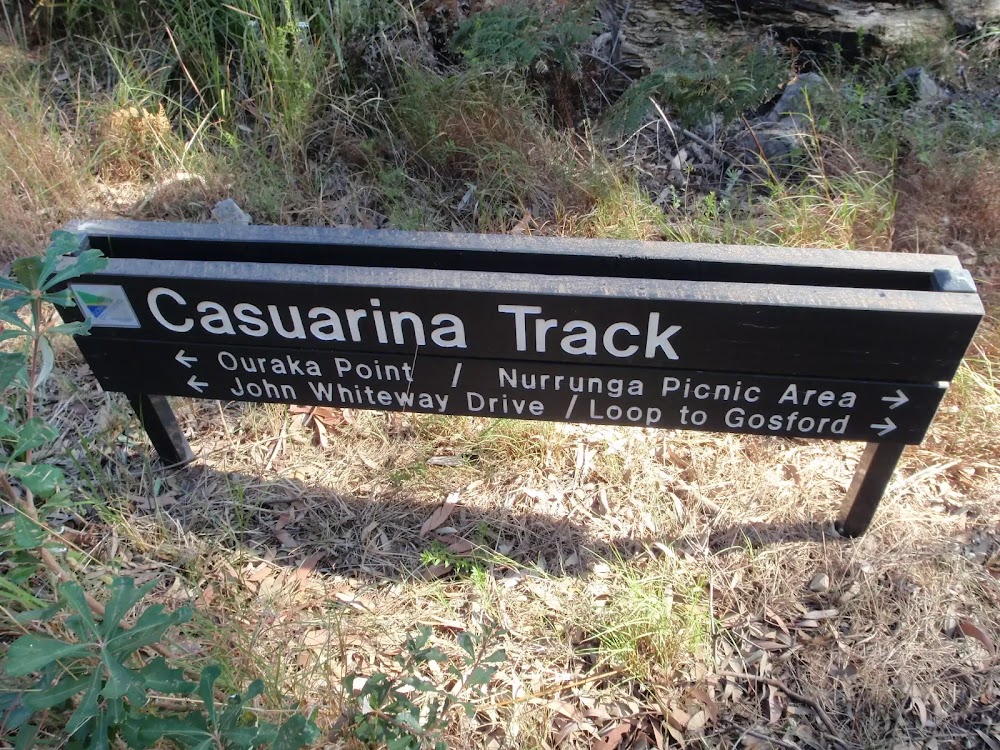 Casuarina Track
← Ouraka Point / Nurrunga Picnic Area →
← John Whiteway Drive / Loop to Gosford →